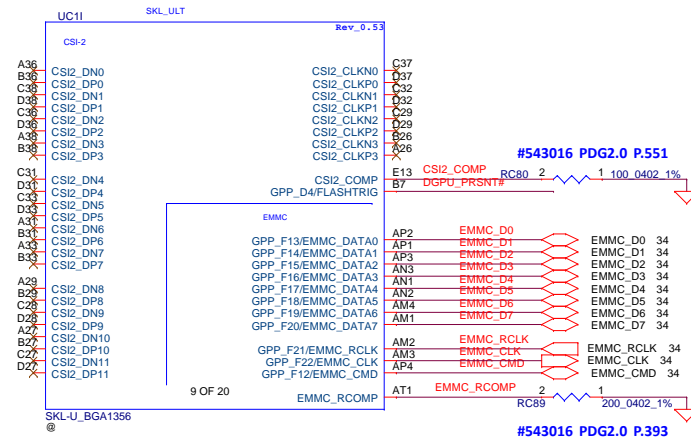 UC1I
SKL_ULT
Rev_0.53
CSI-2
A36 CSI2_DN0
B36 CSI2_DP0
C38 CSI2_DN1
D38 CSI2_DP1
C36 CSI2_DN2
D36 CSI2_DP2
A38 CSI2_DN3
B38 CSI2_DP3
C31 CSI2_DN4
D31 CSI2_DP4
C33 CSI2_DN5
D33 CSI2_DP5
A31 CSI2_DN6
B31 CSI2_DP6
A33 CSI2_DN7
B33 CSI2_DP7
A29 CSI2_DN8
B29 CSI2_DP8
C28 CSI2_DN9
D28 CSI2_DP9
A27 CSI2_DN10
B27 CSI2_DP10
C27 CSI2_DN11
D27 CSI2_DP11
CSI2_CLKN0 C37
CSI2_CLKP0 D37
CSI2_CLKN1 C32
CSI2_CLKP1 D32
CSI2_CLKN2 C29
CSI2_CLKP2 D29
CSI2_CLKN3 B26
CSI2_CLKP3 A26
#543016 PDG2.0 P.551
CSI2_COMP E13 CSI2_COMP RC80 2 1 100_0402_1%
GPP_D4/FLASHTRIG B7 DGPU_PRSNT#
EMMC
GPP_F13/EMMC_DATA0 AP2 EMMC_D0 EMMC_D0 34
GPP_F14/EMMC_DATA1 AP1 EMMC_D1 EMMC_D1 34
GPP_F15/EMMC_DATA2 AP3 EMMC_D2 EMMC_D2 34
GPP_F16/EMMC_DATA3 AN3 EMMC_D3 EMMC_D3 34
GPP_F17/EMMC_DATA4 AN1 EMMC_D4 EMMC_D4 34
GPP_F18/EMMC_DATA5 AN2 EMMC_D5 EMMC_D5 34
GPP_F19/EMMC_DATA6 AM4 EMMC_D6 EMMC_D6 34
GPP_F20/EMMC_DATA7 AM1 EMMC_D7 EMMC_D7 34
GPP_F21/EMMC_RCLK AM2 EMMC_RCLK EMMC_RCLK 34
GPP_F22/EMMC_CLK AM3 EMMC_CLK EMMC_CLK 34
GPP_F12/EMMC_CMD AP4 EMMC_CMD EMMC_CMD 34
9 OF 20
EMMC_RCOMP AT1 EMMC_RCOMP RC89 2 1 200_0402_1%
SKL-U_BGA1356
@
#543016 PDG2.0 P.393